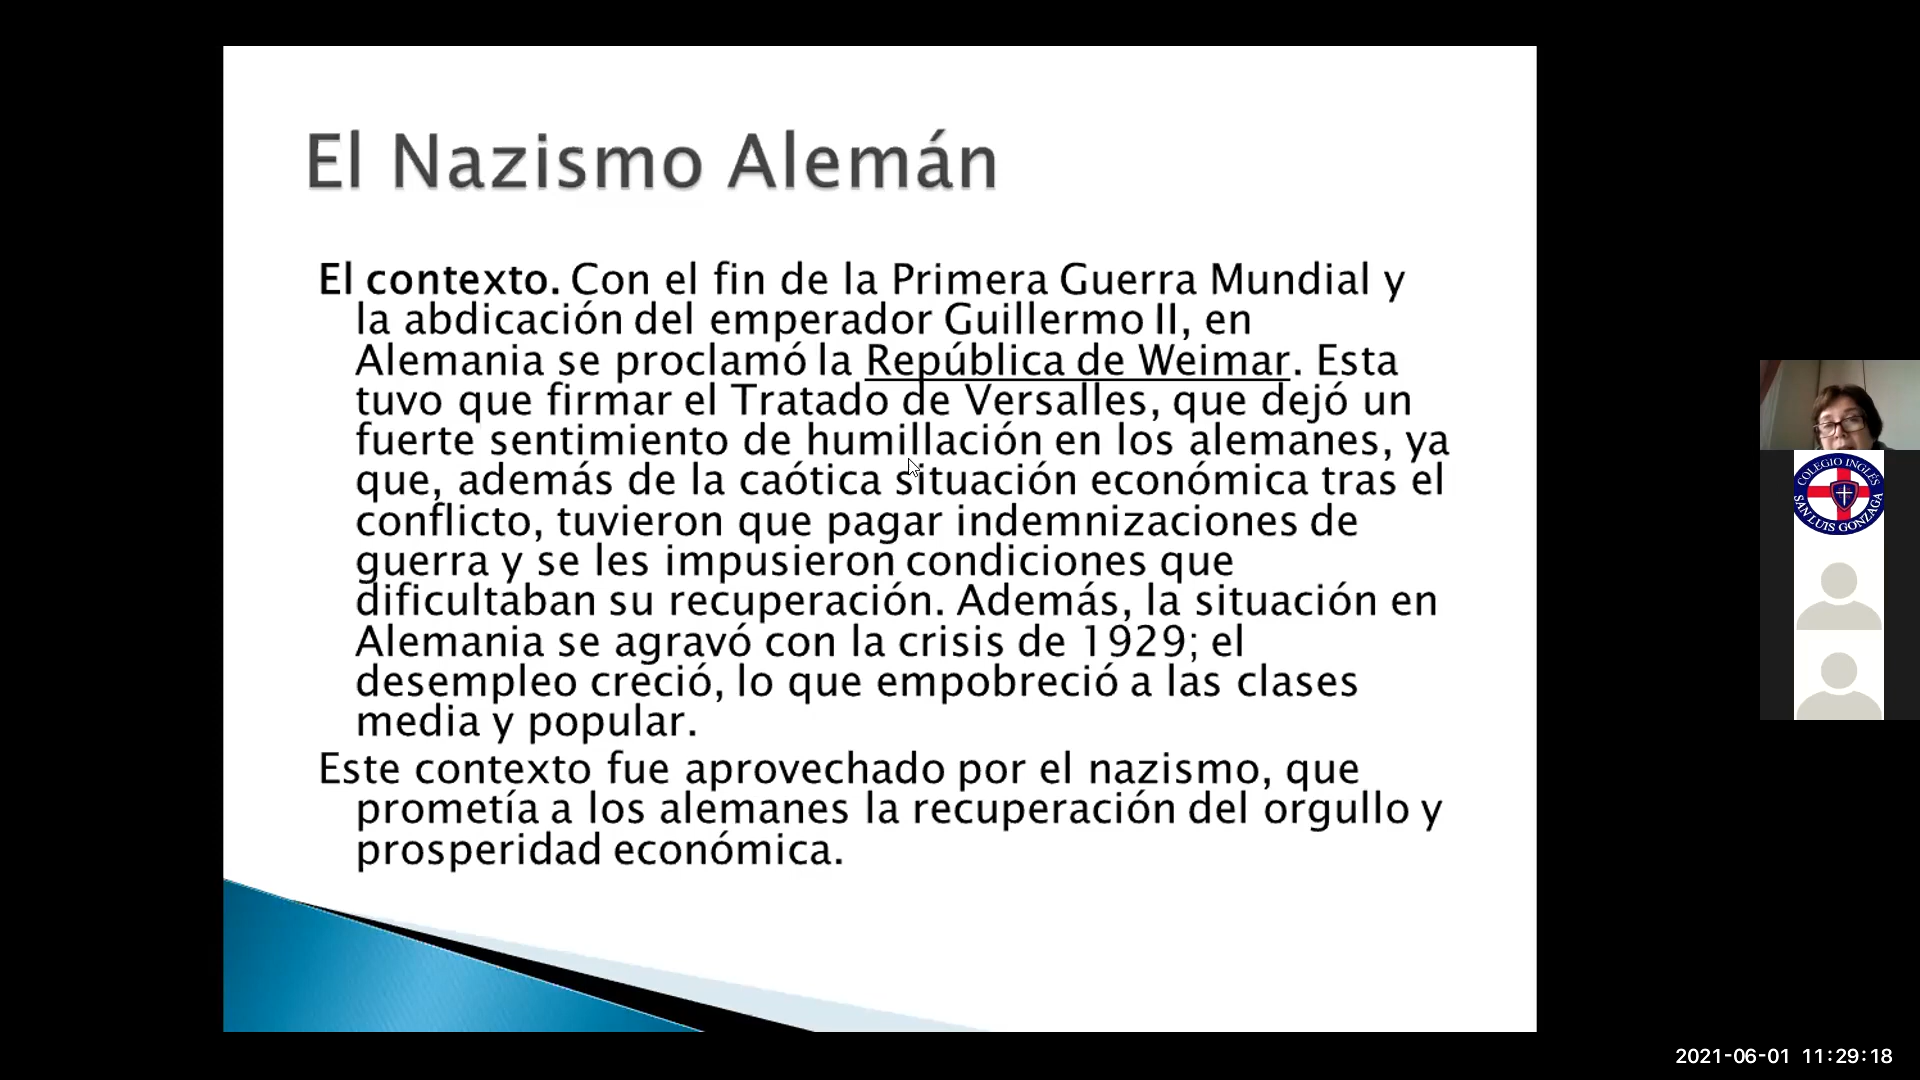 El Nazismo Alemán
El contexto. Con el fin de la Primera Guerra Mundial y
la abdicación del emperador Guillermo II, en
Alemania se proclamó la República de Weimar. Esta
tuvo que firmar el Tratado de Versalles, que dejó un
fuerte sentimiento de humillación en los alemanes, ya
que, además de la caótica situación económica tras el
conflicto, tuvieron que pagar indemnizaciones de
guerra y se les impusieron condiciones que
dificultaban su recuperación. Además, la situación en
Alemania se agravó con la crisis de 1929; el
desempleo creció, lo que empobreció a las clases
media y popular.
Este contexto fue aprovechado por el nazismo, que
prometía a los alemanes la recuperación del orgullo y
prosperidad económica.
COLEGIO INGLÉS
SAN LUIS GONZAGA
2021-06-01 11:29:18